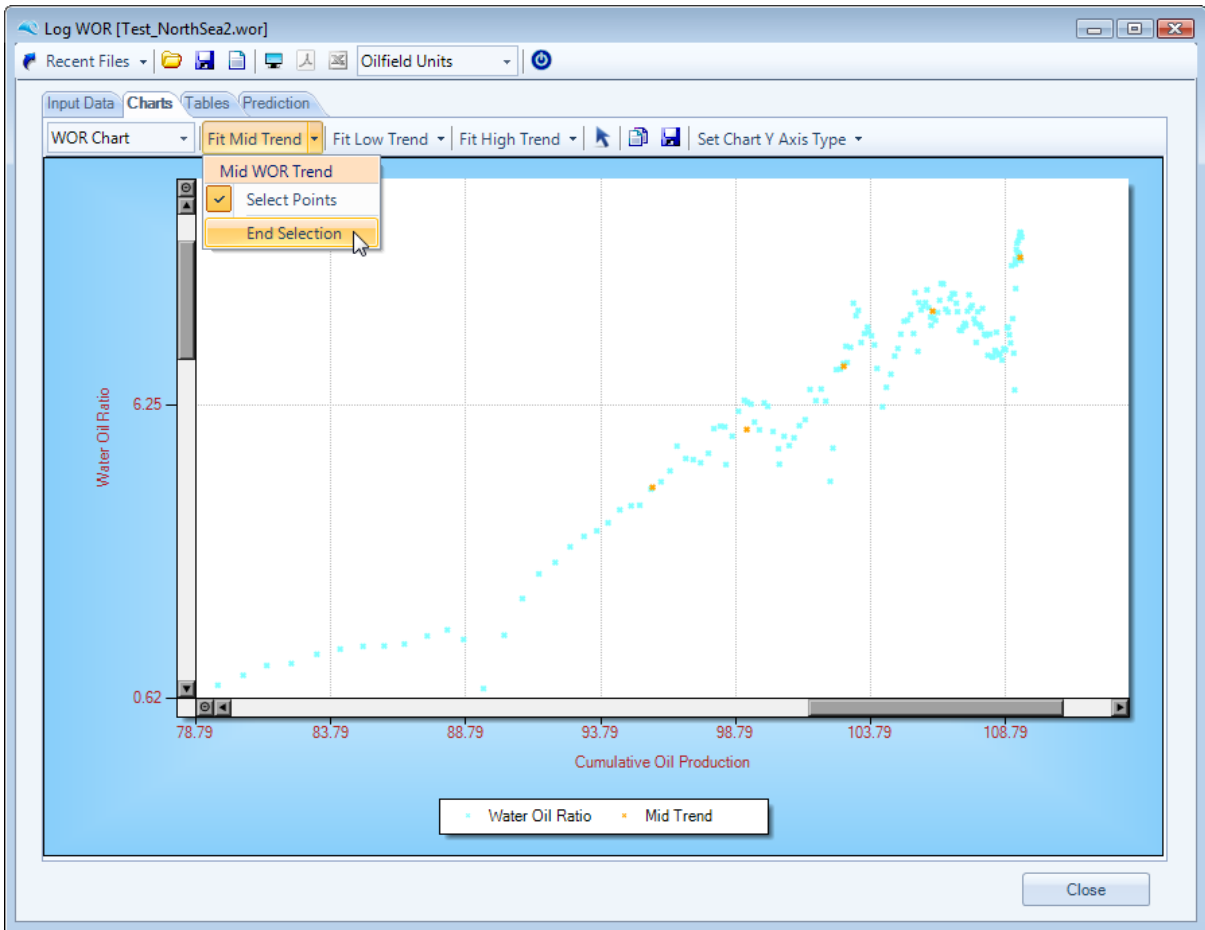 Log WOR [Test_NorthSea2.wor]
Recent Files Oilfield Units
Input Data Charts Tables Prediction
WOR Chart Fit Mid Trend Fit Low Trend Fit High Trend Set Chart Y Axis Type
Mid WOR Trend
Select Points
End Selection
Water Oil Ratio
6.25
0.62
78.79 83.79 88.79 93.79 98.79 103.79 108.79
Cumulative Oil Production
Water Oil Ratio Mid Trend
Close